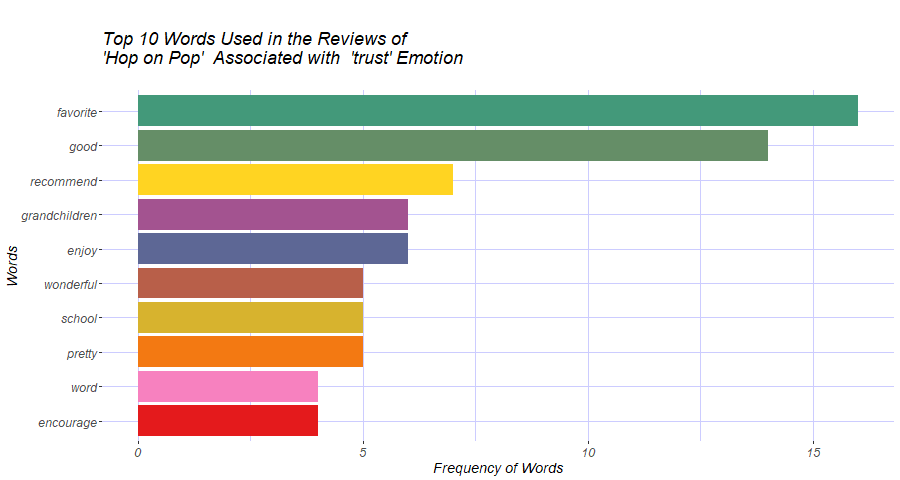 Top 10 Words Used in the Reviews of
'Hop on Pop'  Associated with  'trust' Emotion
favorite
good
recommend
grandchildren
enjoy
wonderful
school
pretty
word
encourage
Words
0 5 10 15
Frequency of Words